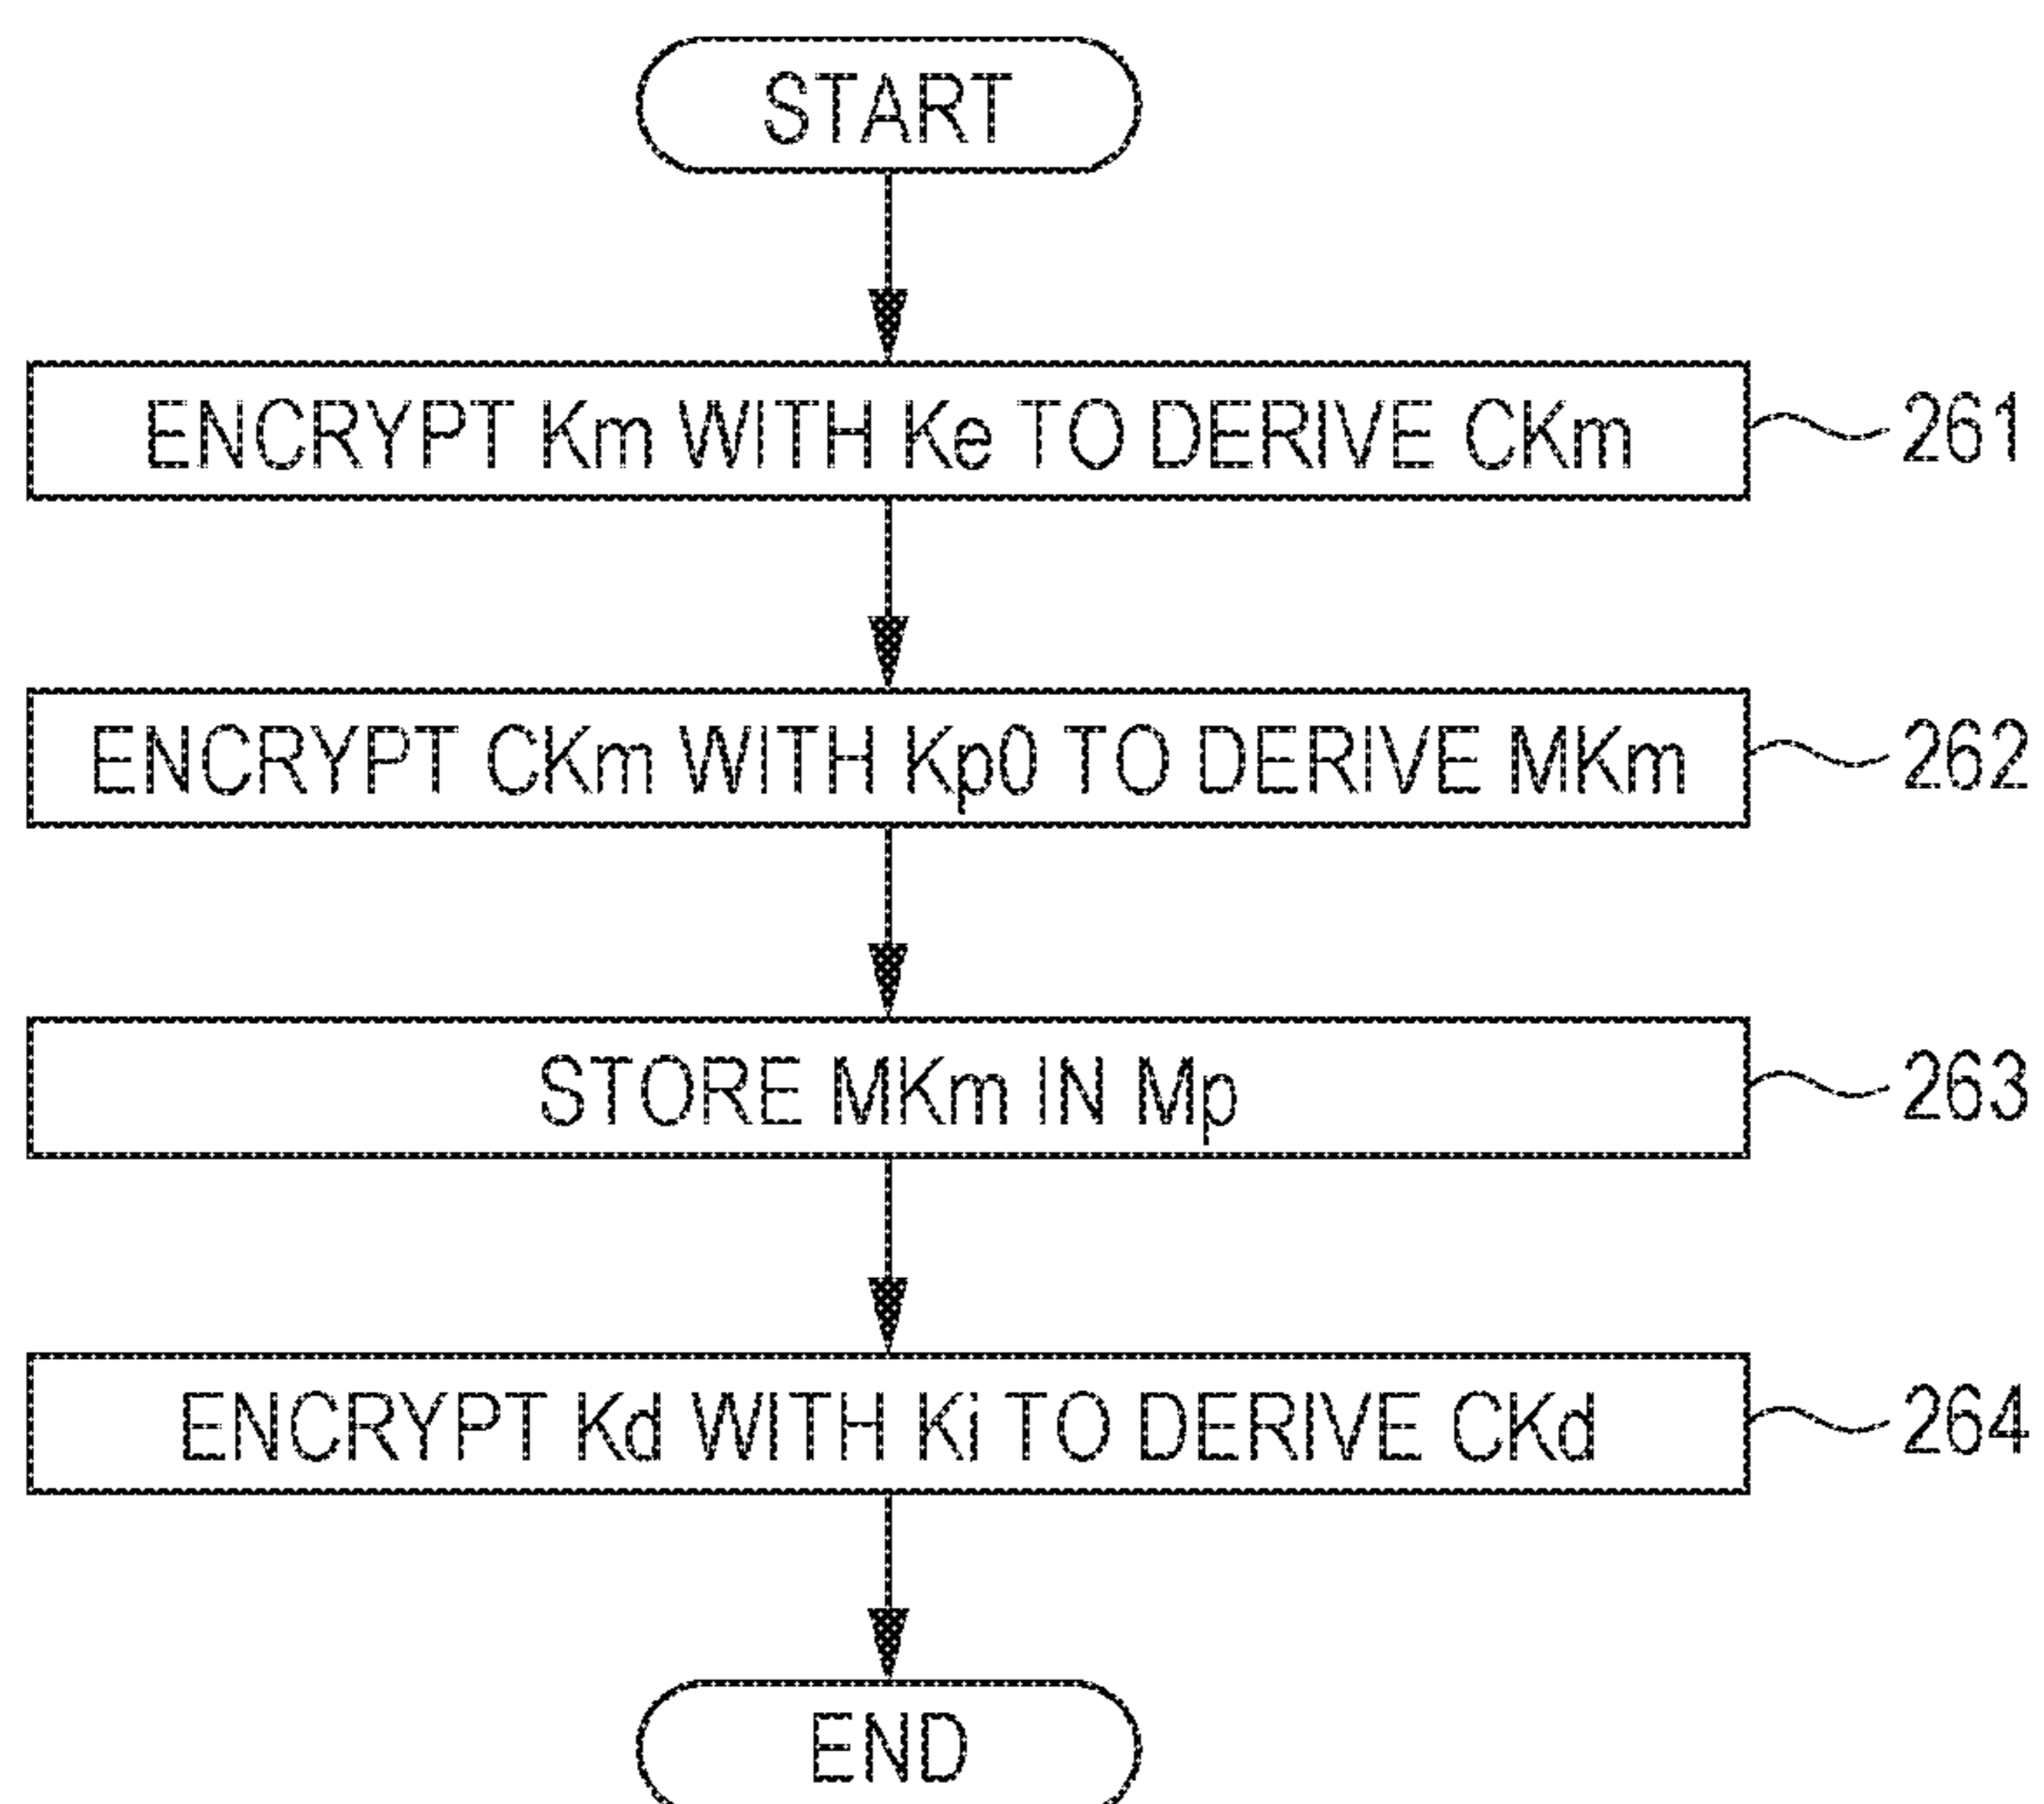 START
ENCRYPT Km WITH Ke TO DERIVE CKm
261
ENCRYPT CKm WITH Kp0 TO DERIVE MKm
262
STORE MKm IN Mp
263
ENCRYPT Kd WITH Ki TO DERIVE CKd
264
END